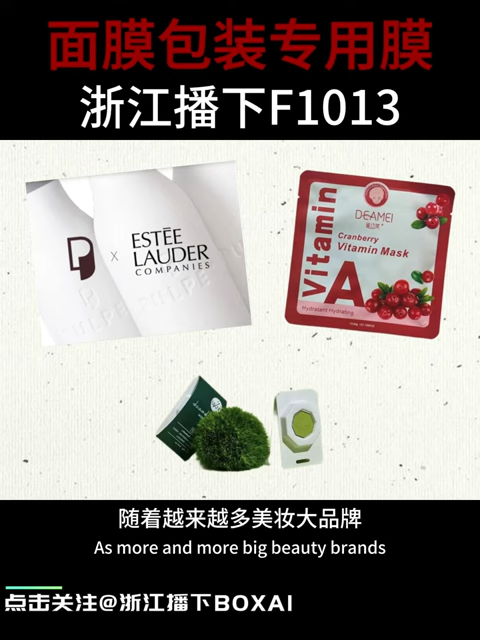 面膜包装专用膜
浙江播下F1013
X
ESTĒE
LAUDER
COMPANIES
DEAMEI
Cranberry
Vitamin Mask
Vitamin
A
Hydratant Hydrating
随着越来越多美妆大品牌
As more and more big beauty brands
点击关注@浙江播下BOXAI